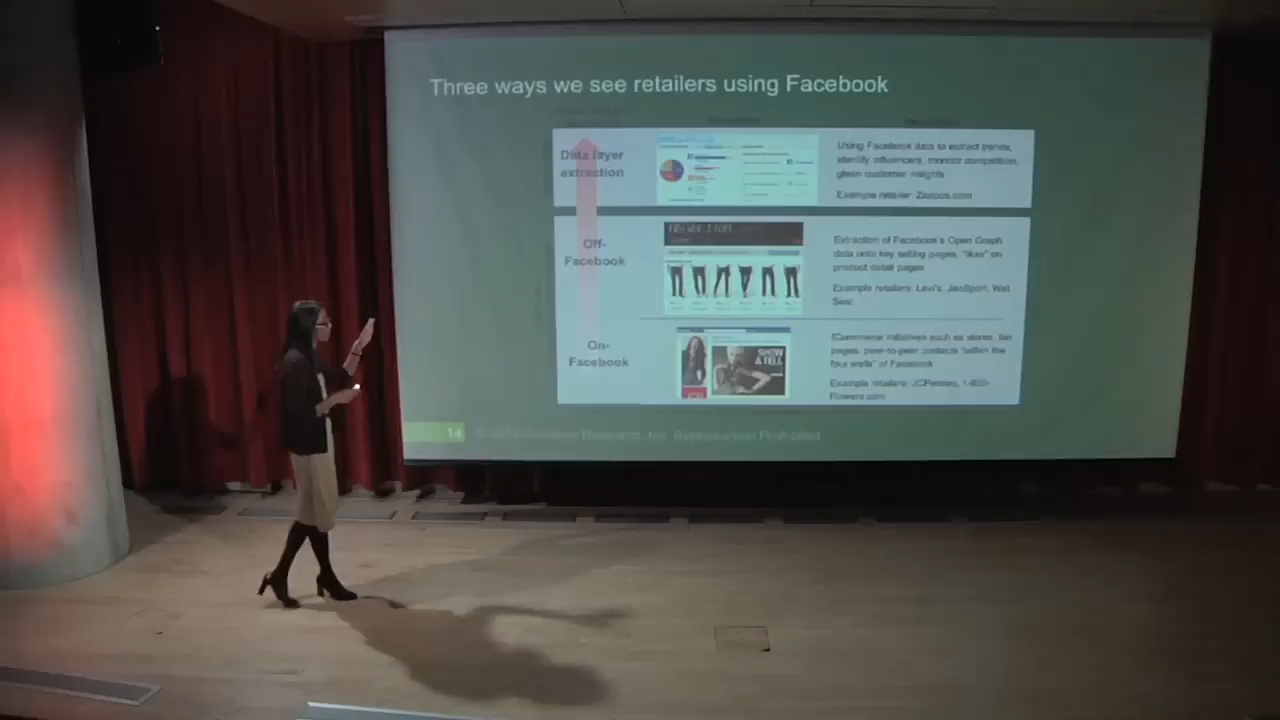 Three ways we see retailers using Facebook
Data layer
extraction
Using Facebook data to extract trends,
identify influencers, monitor competition,
glean customer insights
Example retailer: Zappos.com
Off-
Facebook
Extraction of Facebook's Open Graph
data onto key selling pages, "likes" on
product detail pages
Example retailers: Levi's, JanSport, Wet
Seal
On-
Facebook
SHOW
& TELL
fCommerce initiatives such as stores, fan
pages, peer-to-peer contacts "within the
four walls" of Facebook
Example retailers: JCPenney, 1-800-
Flowers.com
14
Research, Inc. Reproduction Prohibited